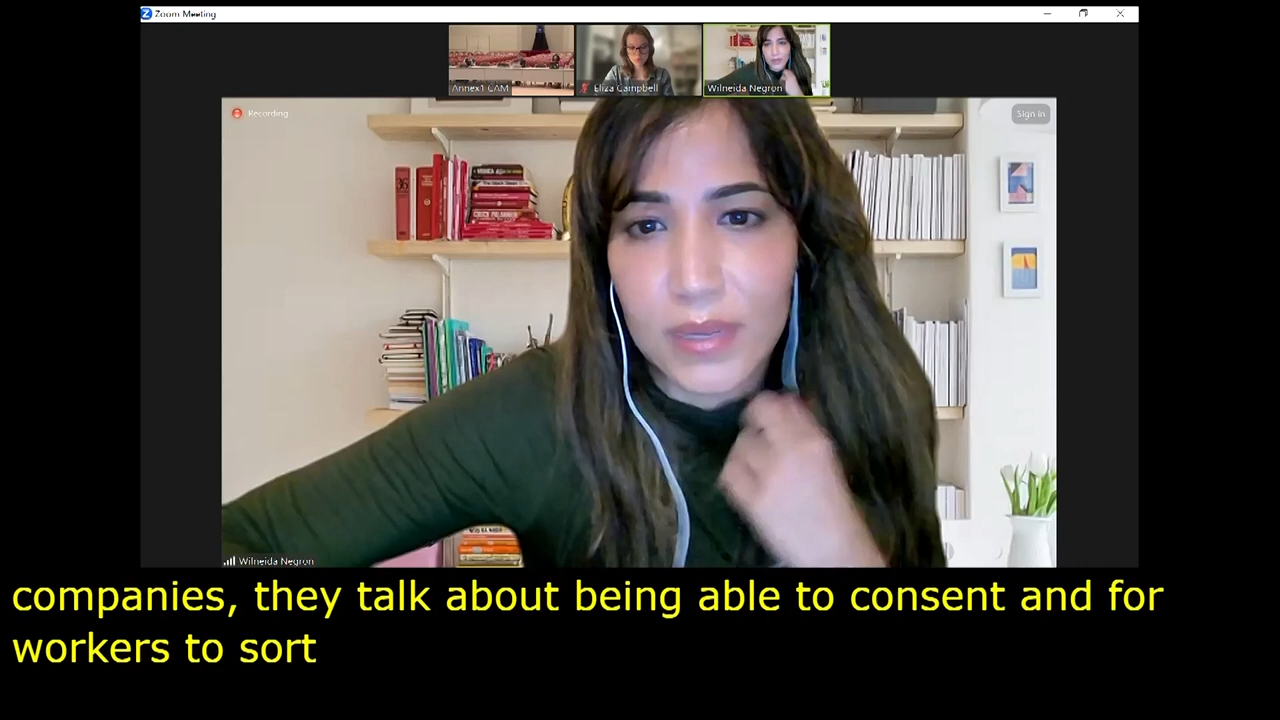 Zoom Meeting
Annex1 CAM
Eliza Campbell
Wilneida Negron
Recording
Sign in
Wilneida Negron
companies, they talk about being able to consent and for
workers to sort